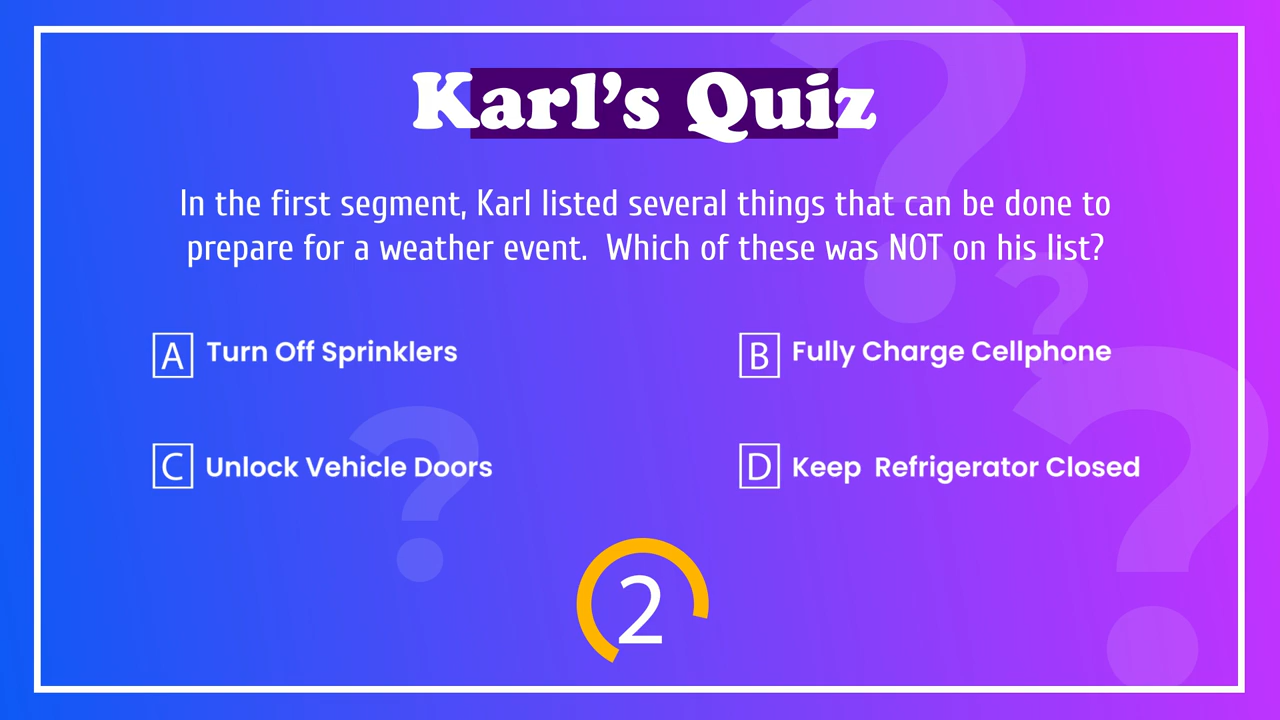 Karl's Quiz
In the first segment, Karl listed several things that can be done to
prepare for a weather event.  Which of these was NOT on his list?
A Turn Off Sprinklers
B Fully Charge Cellphone
C Unlock Vehicle Doors
D Keep  Refrigerator Closed
2